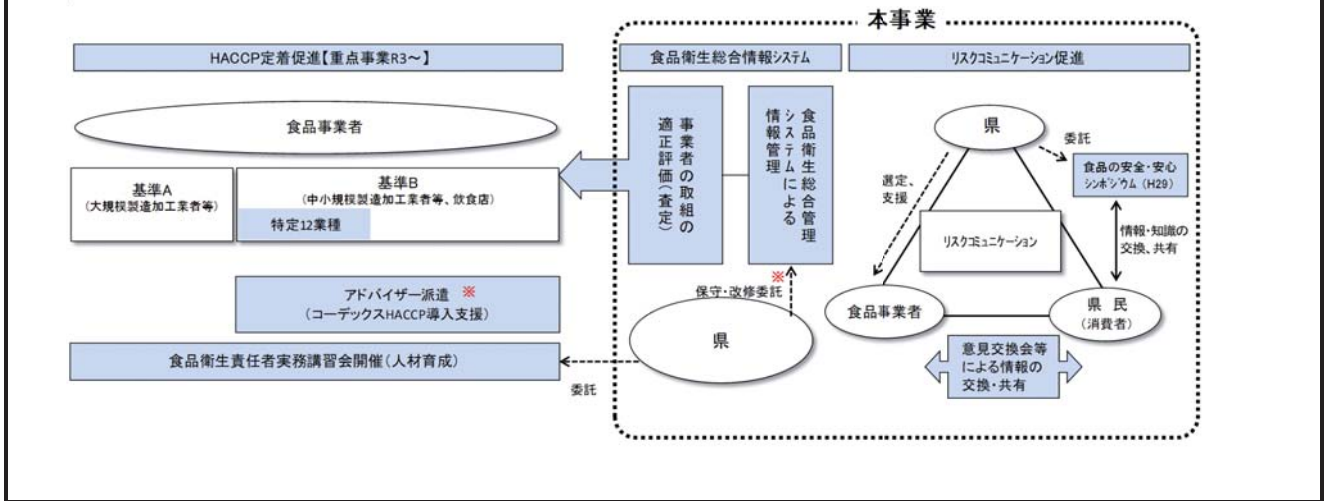 本事業
HACCP定着促進【重点事業R3～】
食品事業者
基準A
(大規模製造加工業者等)
基準B
(中小規模製造加工業者等、飲食店)
特定12業種
アドバイザー派遣 ※
(コーデックスHACCP導入支援)
食品衛生責任者実務講習会開催(人材育成)
委託
食品衛生総合情報システム
事業者の取組の
適正評価(査定)
食品衛生総合管理
システムによる
情報管理
※
保守・改修委託
県
リスクコミュニケーション促進
県
委託
食品の安全・安心
シンポジウム(H29)
選定、
支援
リスクコミュニケーション
情報・知識の
交換、共有
食品事業者
県 民
(消費者)
意見交換会等
による情報の
交換・共有